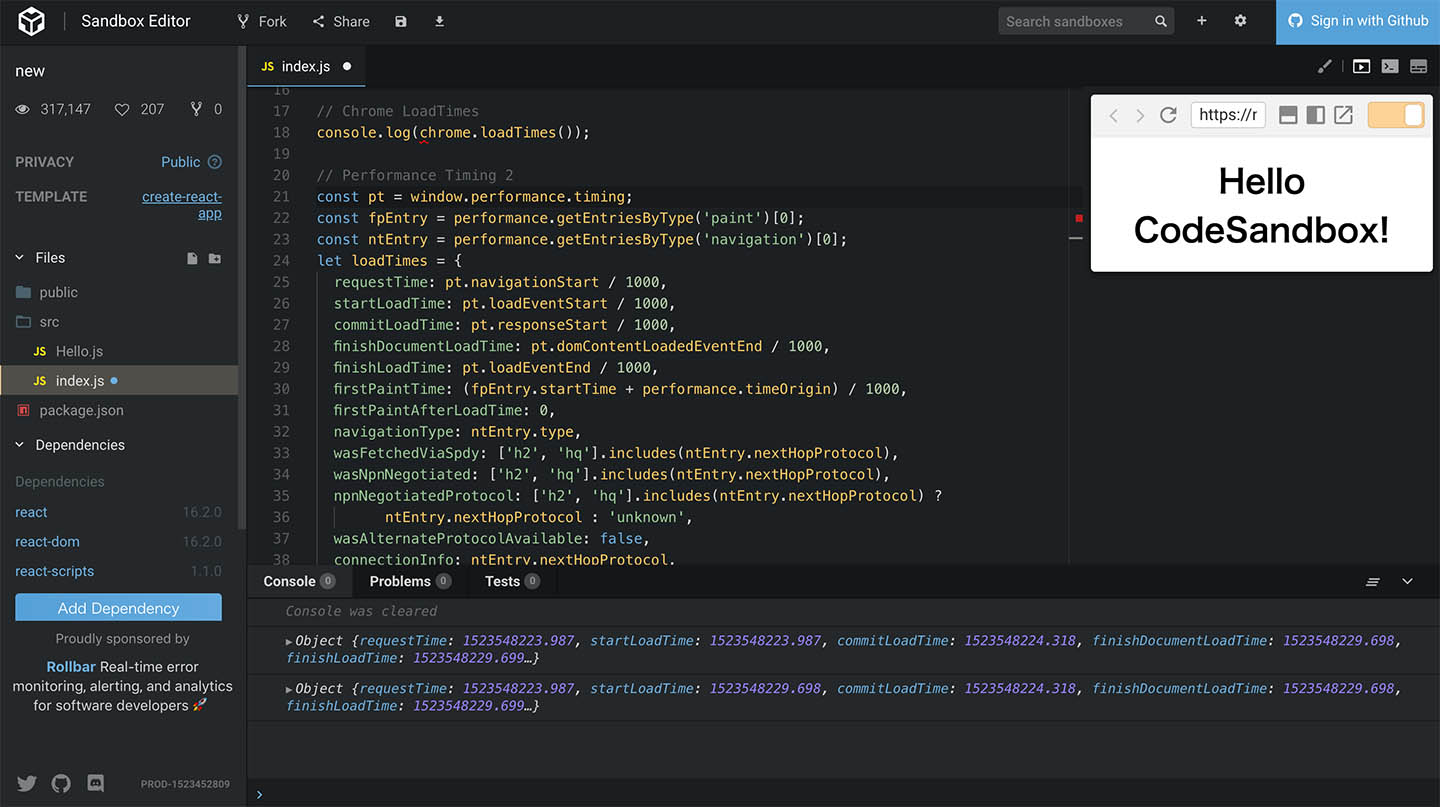 Sandbox Editor
Fork
Share
Search sandboxes
Sign in with Github
new
317,147 207 0
PRIVACY Public
TEMPLATE create-react-
app
Files
public
src
JS Hello.js
JS index.js
package.json
Dependencies
Dependencies
react 16.2.0
react-dom 16.2.0
react-scripts 1.1.0
Add Dependency
Proudly sponsored by
Rollbar Real-time error
monitoring, alerting, and analytics
for software developers 🚀
PROD-1523452809
JS index.js
16
17 // Chrome LoadTimes
18 console.log(chrome.loadTimes());
19
20 // Performance Timing 2
21 const pt = window.performance.timing;
22 const fpEntry = performance.getEntriesByType('paint')[0];
23 const ntEntry = performance.getEntriesByType('navigation')[0];
24 let loadTimes = {
25 requestTime: pt.navigationStart / 1000,
26 startLoadTime: pt.loadEventStart / 1000,
27 commitLoadTime: pt.responseStart / 1000,
28 finishDocumentLoadTime: pt.domContentLoadedEventEnd / 1000,
29 finishLoadTime: pt.loadEventEnd / 1000,
30 firstPaintTime: (fpEntry.startTime + performance.timeOrigin) / 1000,
31 firstPaintAfterLoadTime: 0,
32 navigationType: ntEntry.type,
33 wasFetchedViaSpdy: ['h2', 'hq'].includes(ntEntry.nextHopProtocol),
34 wasNpnNegotiated: ['h2', 'hq'].includes(ntEntry.nextHopProtocol),
35 npnNegotiatedProtocol: ['h2', 'hq'].includes(ntEntry.nextHopProtocol) ?
36 ntEntry.nextHopProtocol : 'unknown',
37 wasAlternateProtocolAvailable: false,
38 connectionInfo: ntEntry.nextHopProtocol,
https://r
Hello
CodeSandbox!
Console 0 Problems 0 Tests 0
Console was cleared
▶Object {requestTime: 1523548223.987, startLoadTime: 1523548223.987, commitLoadTime: 1523548224.318, finishDocumentLoadTime: 1523548229.698,
finishLoadTime: 1523548229.699…}
▶Object {requestTime: 1523548223.987, startLoadTime: 1523548229.698, commitLoadTime: 1523548224.318, finishDocumentLoadTime: 1523548229.698,
finishLoadTime: 1523548229.699…}